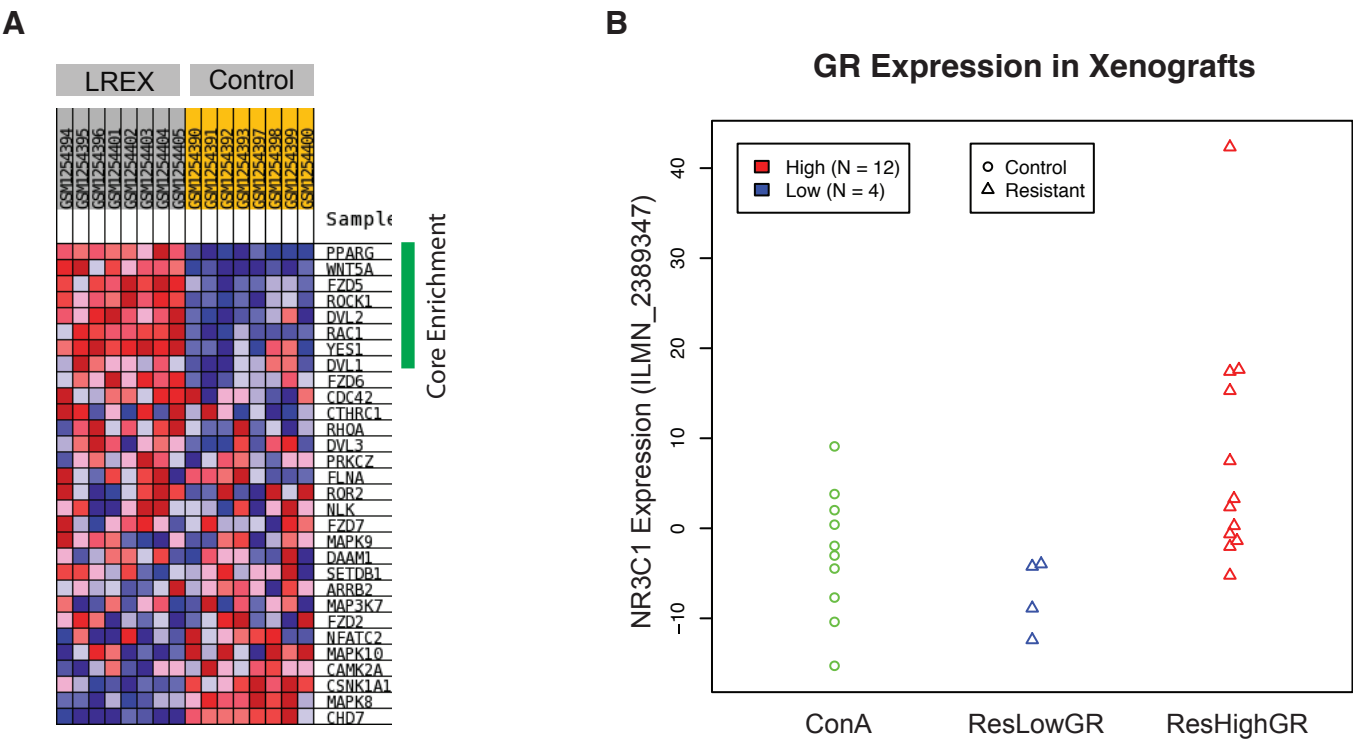 A
LREX Control
GSM1254394
GSM1254395
GSM1254396
GSM1254401
GSM1254402
GSM1254403
GSM1254404
GSM1254405
GSM1254390
GSM1254391
GSM1254392
GSM1254393
GSM1254397
GSM1254398
GSM1254399
GSM1254400
Sample
PPARG
WNT5A
FZD5
ROCK1
DVL2
RAC1
YES1
DVL1
FZD6
CDC42
CTHRC1
RHOA
DVL3
PRKCZ
FLNA
ROR2
NLK
FZD7
MAPK9
DAAM1
SETDB1
ARRB2
MAP3K7
FZD2
NFATC2
MAPK10
CAMK2A
CSNK1A1
MAPK8
CHD7
Core Enrichment
B
GR Expression in Xenografts
NR3C1 Expression (ILMN_2389347)
40
30
20
10
0
−10
High (N = 12)
Low (N = 4)
Control
Resistant
ConA ResLowGR ResHighGR